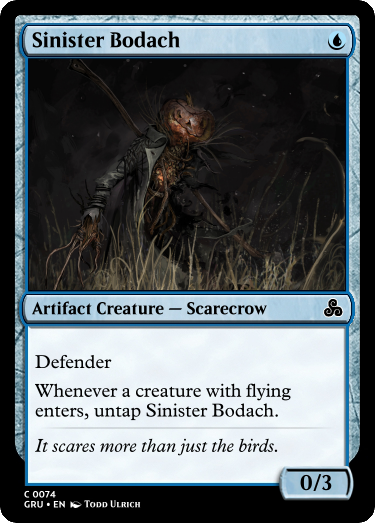 Sinister Bodach
Artifact Creature — Scarecrow
Defender
Whenever a creature with flying
enters, untap Sinister Bodach.
It scares more than just the birds.
0/3
C 0074
GRU • EN Todd Ulrich